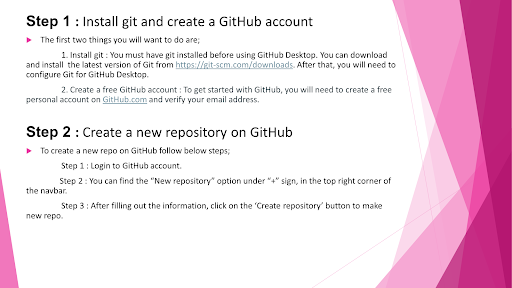 Step 1 : Install git and create a GitHub account
The first two things you will want to do are;
1. Install git : You must have git installed before using GitHub Desktop. You can download
and install the latest version of Git from https://git-scm.com/downloads. After that, you will need to
configure Git for GitHub Desktop.
2. Create a free GitHub account : To get started with GitHub, you will need to create a free
personal account on GitHub.com and verify your email address.
Step 2 : Create a new repository on GitHub
To create a new repo on GitHub follow below steps;
Step 1 : Login to GitHub account.
Step 2 : You can find the “New repository” option under “+” sign, in the top right corner of
the navbar.
Step 3 : After filling out the information, click on the ‘Create repository’ button to make
new repo.